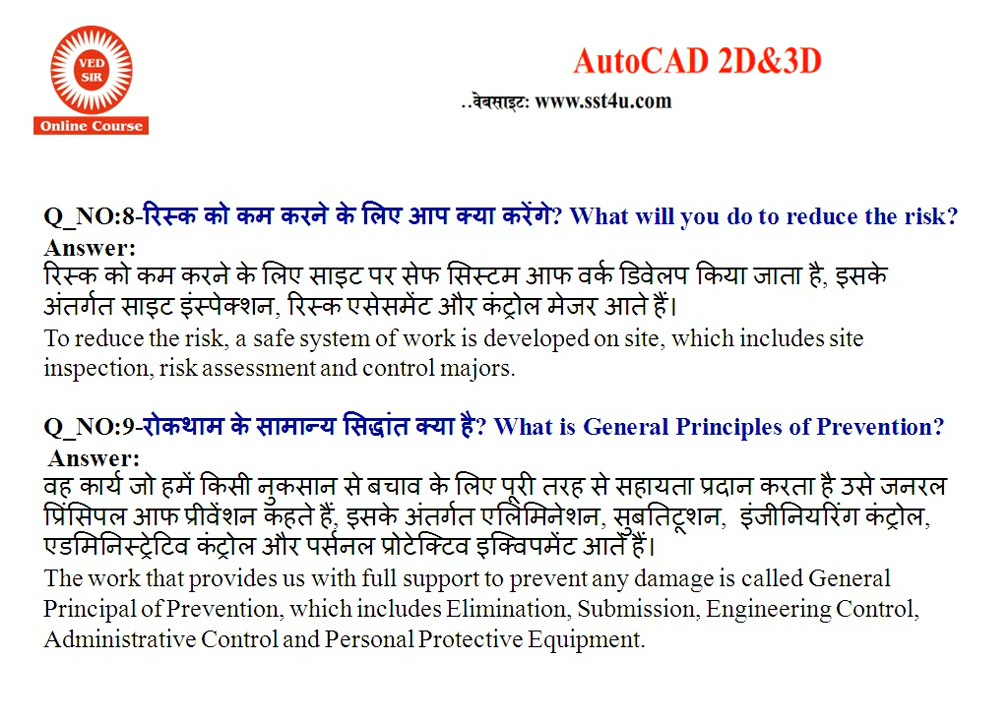 VED
SIR
Online Course
AutoCAD 2D&3D
..वेबसाइट: www.sst4u.com
Q_NO:8-रिस्क को कम करने के लिए आप क्या करेंगे? What will you do to reduce the risk?
Answer:
रिस्क को कम करने के लिए साइट पर सेफ सिस्टम आफ वर्क डिवेलप किया जाता है, इसके
अंतर्गत साइट इंस्पेक्शन, रिस्क एसेसमेंट और कंट्रोल मेजर आते हैं।
To reduce the risk, a safe system of work is developed on site, which includes site
inspection, risk assessment and control majors.
Q_NO:9-रोकथाम के सामान्य सिद्धांत क्या है? What is General Principles of Prevention?
Answer:
वह कार्य जो हमें किसी नुकसान से बचाव के लिए पूरी तरह से सहायता प्रदान करता है उसे जनरल
प्रिंसिपल आफ प्रीवेंशन कहते हैं, इसके अंतर्गत एलिमिनेशन, सुबतिटूशन, इंजीनियरिंग कंट्रोल,
एडमिनिस्ट्रेटिव कंट्रोल और पर्सनल प्रोटेक्टिव इक्विपमेंट आते हैं।
The work that provides us with full support to prevent any damage is called General
Principal of Prevention, which includes Elimination, Submission, Engineering Control,
Administrative Control and Personal Protective Equipment.